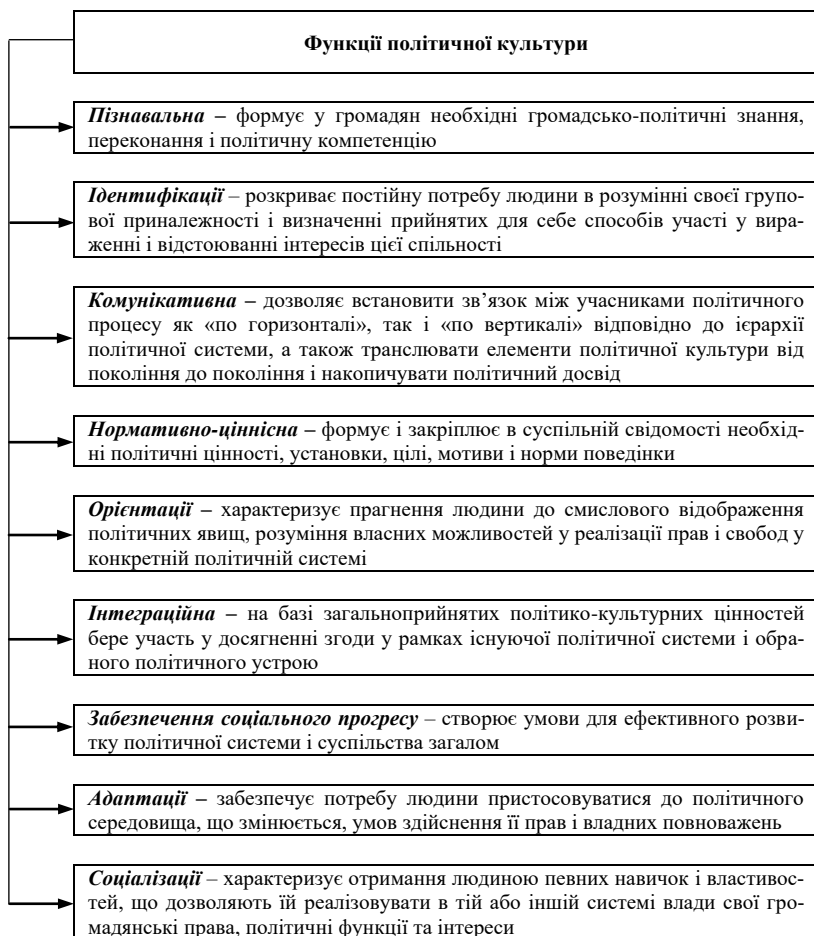 Функції політичної культури
Пізнавальна – формує у громадян необхідні громадсько-політичні знання,
переконання і політичну компетенцію
Ідентифікації – розкриває постійну потребу людини в розумінні своєї групо-
вої приналежності і визначенні прийнятих для себе способів участі у вира-
женні і відстоюванні інтересів цієї спільності
Комунікативна – дозволяє встановити зв’язок між учасниками політичного
процесу як «по горизонталі», так і «по вертикалі» відповідно до ієрархії
політичної системи, а також транслювати елементи політичної культури від
покоління до покоління і накопичувати політичний досвід
Нормативно-ціннісна – формує і закріплює в суспільній свідомості необхід-
ні політичні цінності, установки, цілі, мотиви і норми поведінки
Орієнтації – характеризує прагнення людини до смислового відображення
політичних явищ, розуміння власних можливостей у реалізації прав і свобод у
конкретній політичній системі
Інтеграційна – на базі загальноприйнятих політико-культурних цінностей
бере участь у досягненні згоди у рамках існуючої політичної системи і обра-
ного політичного устрою
Забезпечення соціального прогресу – створює умови для ефективного розви-
тку політичної системи і суспільства загалом
Адаптації – забезпечує потребу людини пристосовуватися до політичного
середовища, що змінюється, умов здійснення її прав і владних повноважень
Соціалізації – характеризує отримання людиною певних навичок і властивос-
тей, що дозволяють їй реалізовувати в тій або іншій системі влади свої гро-
мадянські права, політичні функції та інтереси